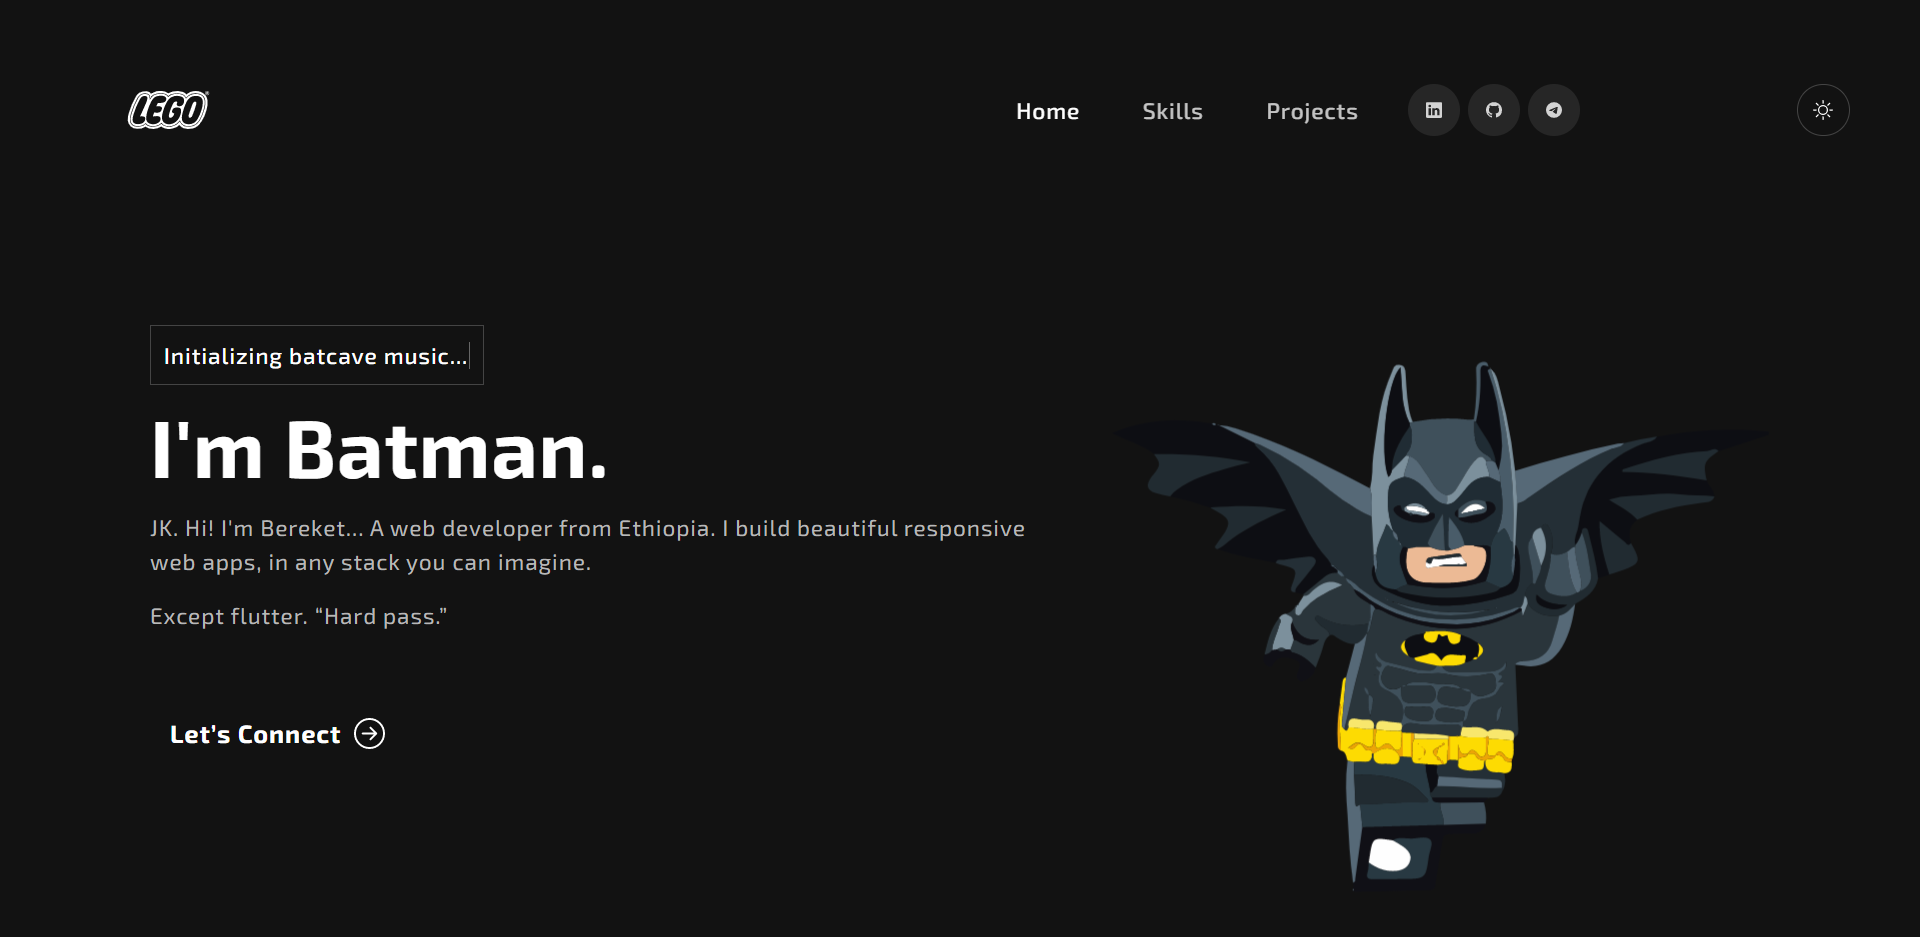 LEGO
Home
Skills
Projects
Initializing batcave music...
I'm Batman.
JK. Hi! I'm Bereket... A web developer from Ethiopia. I build beautiful responsive
web apps, in any stack you can imagine.
Except flutter. “Hard pass.”
Let’s Connect